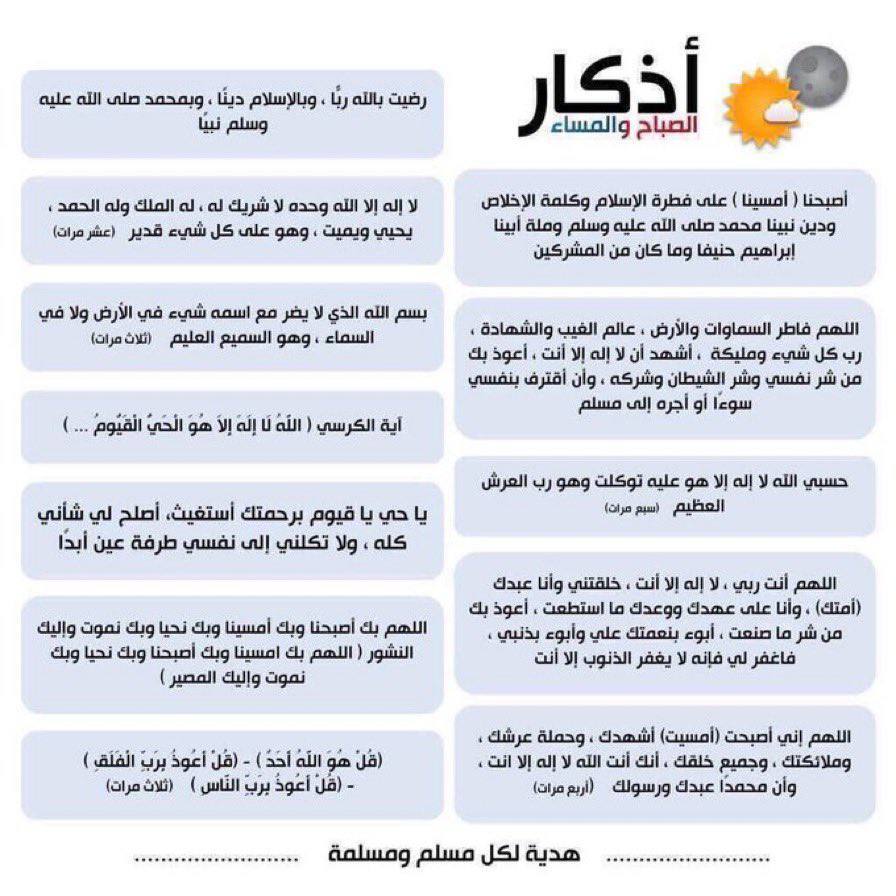 أذكار
الصباح والمساء
أصبحنا ( أمسينا ) على فطرة الإسلام وكلمة الإخلاص
ودين نبينا محمد صلى الله عليه وسلم وملة أبينا
إبراهيم حنيفا وما كان من المشركين
اللهم فاطر السماوات والأرض ، عالم الغيب والشهادة ،
رب كل شيء ومليكة ، أشهد أن لا إله إلا أنت ، أعوذ بك
من شر نفسي وشر الشيطان وشركه ، وأن أقترف بنفسي
سوءًا أو أجره إلى مسلم
حسبي الله لا إله إلا هو عليه توكلت وهو رب العرش
العظيم (سبع مرات)
اللهم أنت ربي ، لا إله إلا أنت ، خلقتني وأنا عبدك
(أمتك) ، وأنا على عهدك ووعدك ما استطعت ، أعوذ بك
من شر ما صنعت ، أبوء بنعمتك علي وأبوء بذنبي ،
فاغفر لي فإنه لا يغفر الذنوب إلا أنت
اللهم إني أصبحت (أمسيت) أشهدك ، وحملة عرشك ،
وملائكتك ، وجميع خلقك ، أنك أنت الله لا إله إلا انت ،
وأن محمدًا عبدك ورسولك (أربع مرات)
رضيت بالله ربًا ، وبالإسلام دينًا ، وبمحمد صلى الله عليه
وسلم نبيًا
لا إله إلا الله وحده لا شريك له ، له الملك وله الحمد ،
يحيي ويميت ، وهو على كل شيء قدير (عشر مرات)
بسم الله الذي لا يضر مع اسمه شيء في الأرض ولا في
السماء ، وهو السميع العليم (ثلاث مرات)
آية الكرسي ( اللَّهُ لَا إِلَهَ إِلاَّ هُوَ الْحَيُّ الْقَيُّومُ ... )
يا حي يا قيوم برحمتك أستغيث، أصلح لي شأني
كله ، ولا تكلني إلى نفسي طرفة عين أبدًا
اللهم بك أصبحنا وبك أمسينا وبك نحيا وبك نموت وإليك
النشور ( اللهم بك امسينا وبك أصبحنا وبك نحيا وبك
نموت وإليك المصير )
(قُلْ هُوَ اللَّهُ أَحَدٌ ) - (قُلْ أَعُوذُ بِرَبِّ الْفَلَقِ )
- (قُلْ أَعُوذُ بِرَبِّ النَّاسِ ) (ثلاث مرات)
........................ هدية لكل مسلم ومسلمة ........................